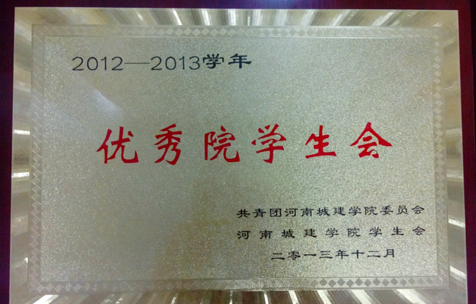 2012—2013学年
优秀院学生会
共青团河南城建学院委员会
河南城建学院学生会
二零一三年十二月